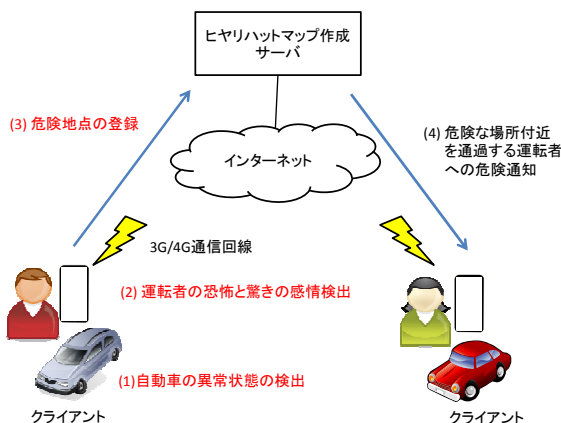 ヒヤリハットマップ作成
サーバ
(3) 危険地点の登録
(4) 危険な場所付近
を通過する運転者
への危険通知
インターネット
3G/4G通信回線
(2) 運転者の恐怖と驚きの感情検出
(1)自動車の異常状態の検出
クライアント
クライアント